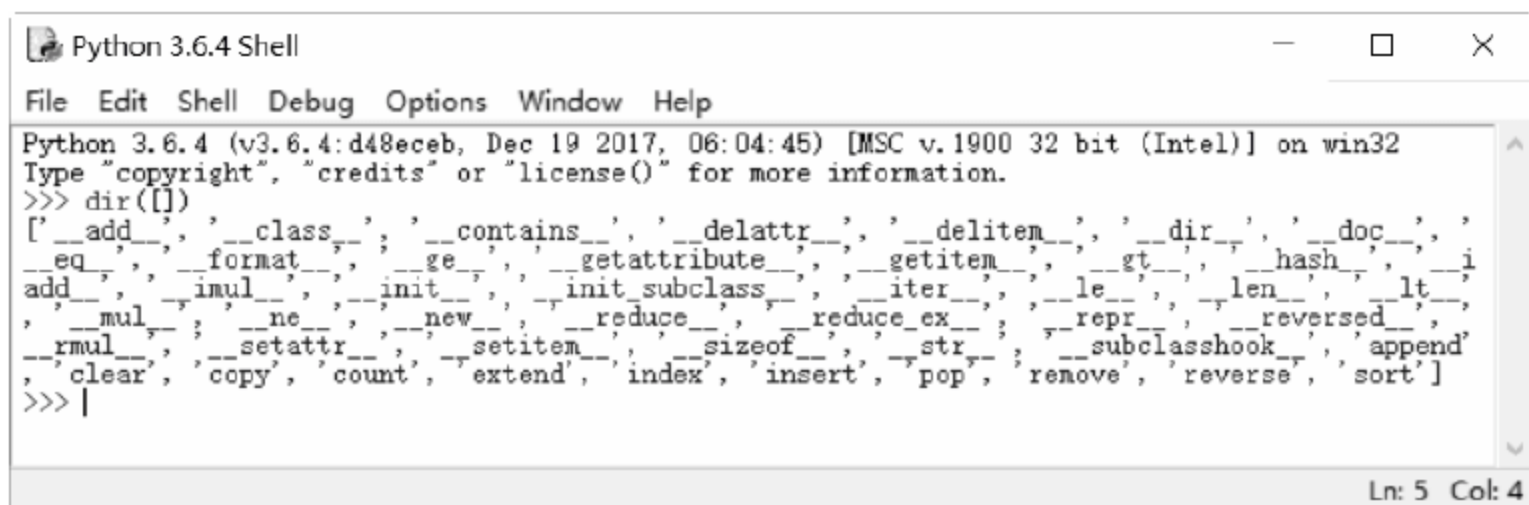 Python 3.6.4 Shell
File Edit Shell Debug Options Window Help
Python 3.6.4 (v3.6.4:d48eceb, Dec 19 2017, 06:04:45) [MSC v.1900 32 bit (Intel)] on win32
Type "copyright", "credits" or "license()" for more information.
>>> dir([])
['__add__', '__class__', '__contains__', '__delattr__', '__delitem__', '__dir__', '__doc__', '
__eq__', '__format__', '__ge__', '__getattribute__', '__getitem__', '__gt__', '__hash__', '__i
add__', '__imul__', '__init__', '__init_subclass__', '__iter__', '__le__', '__len__', '__lt__'
, '__mul__', '__ne__', '__new__', '__reduce__', '__reduce_ex__', '__repr__', '__reversed__', '
__rmul__', '__setattr__', '__setitem__', '__sizeof__', '__str__', '__subclasshook__', 'append'
, 'clear', 'copy', 'count', 'extend', 'index', 'insert', 'pop', 'remove', 'reverse', 'sort']
>>>
Ln: 5 Col: 4